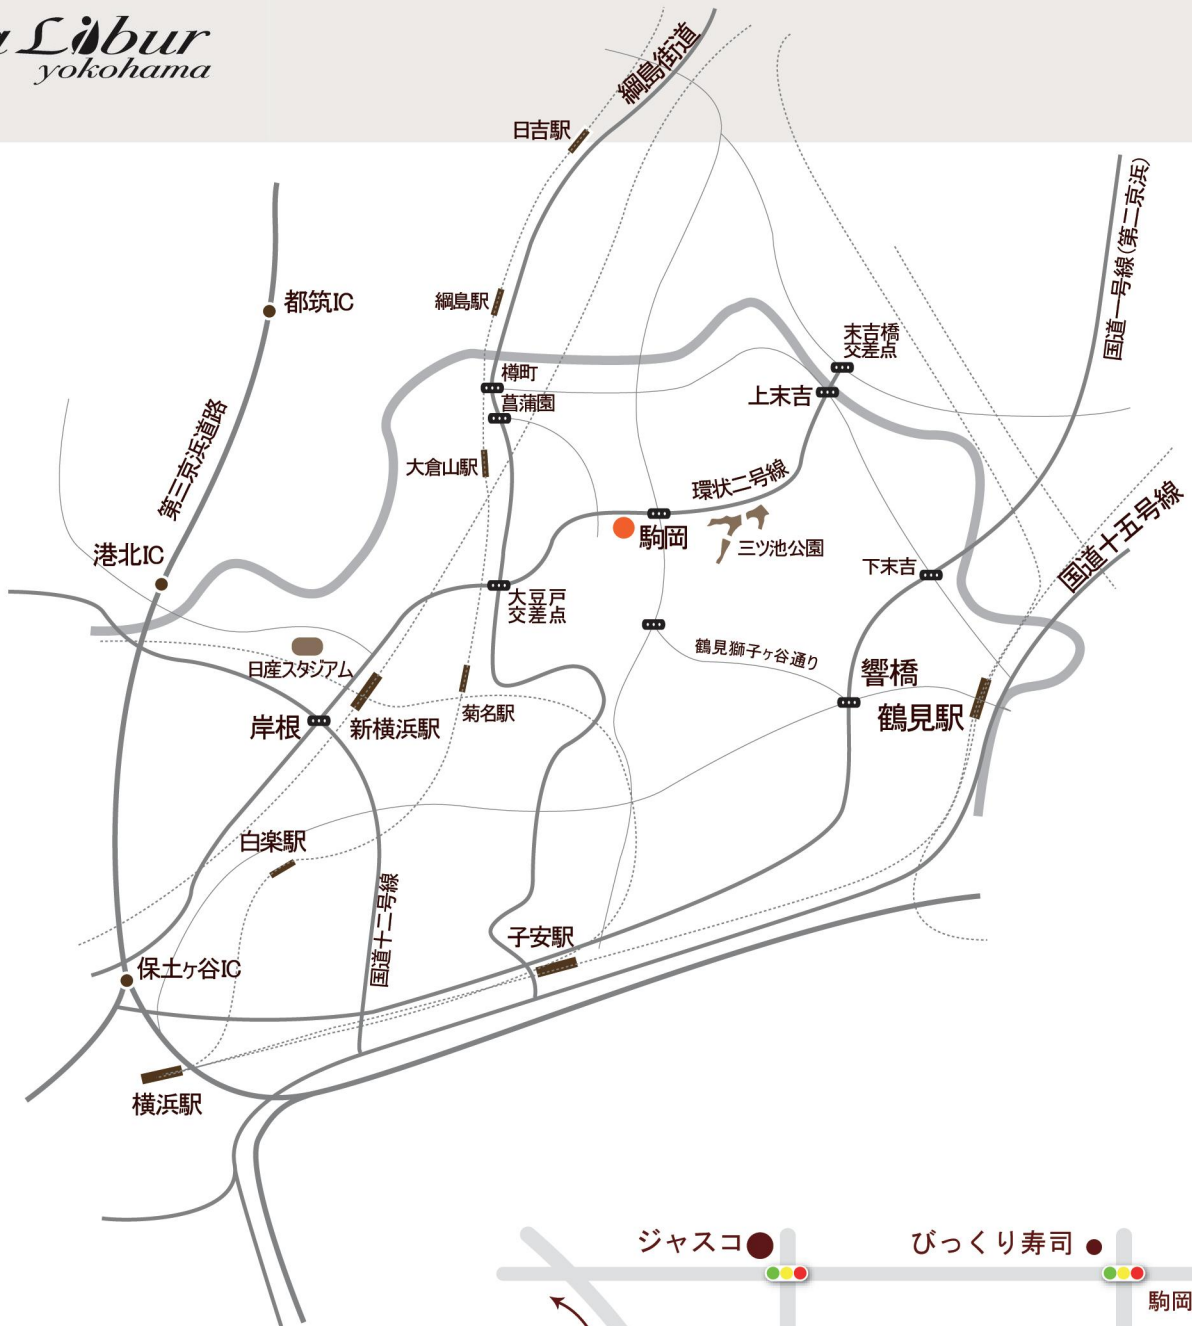 Libur
yokohama
綱島街道
日吉駅
国道一号線(第二京浜)
都筑IC
綱島駅
末吉橋
交差点
樽町
上末吉
菖蒲園
第三京浜道路
大倉山駅
環状二号線
国道十五号線
駒岡
三ツ池公園
港北IC
下末吉
大豆戸
交差点
鶴見獅子ヶ谷通り
日産スタジアム
響橋
菊名駅
鶴見駅
岸根
新横浜駅
白楽駅
国道十二号線
子安駅
保土ヶ谷IC
横浜駅
ジャスコ
びっくり寿司
駒岡